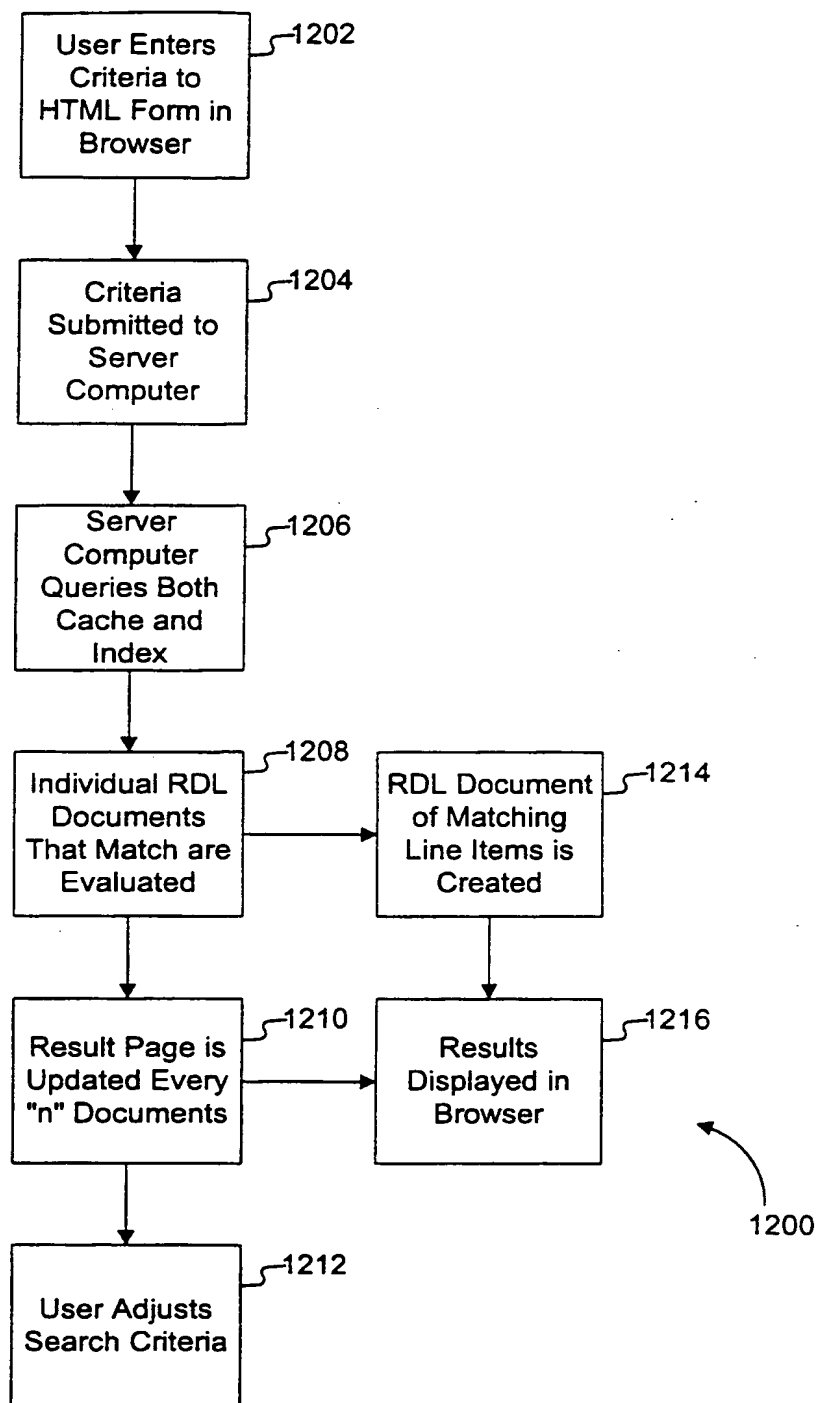 User Enters
Criteria to
HTML Form in
Browser
1202
Criteria
Submitted to
Server
Computer
1204
Server
Computer
Queries Both
Cache and
Index
1206
Individual RDL
Documents
That Match are
Evaluated
1208
RDL Document
of Matching
Line Items is
Created
1214
Result Page is
Updated Every
"n" Documents
1210
Results
Displayed in
Browser
1216
1200
User Adjusts
Search Criteria
1212